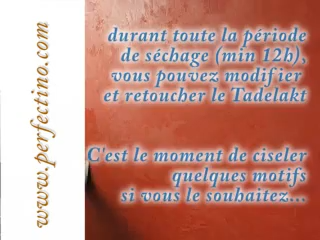 www.perfectino.com
durant toute la période
de séchage (min 12h),
vous pouvez modifier
et retoucher le Tadelakt
C'est le moment de ciseler
quelques motifs
si vous le souhaitez...